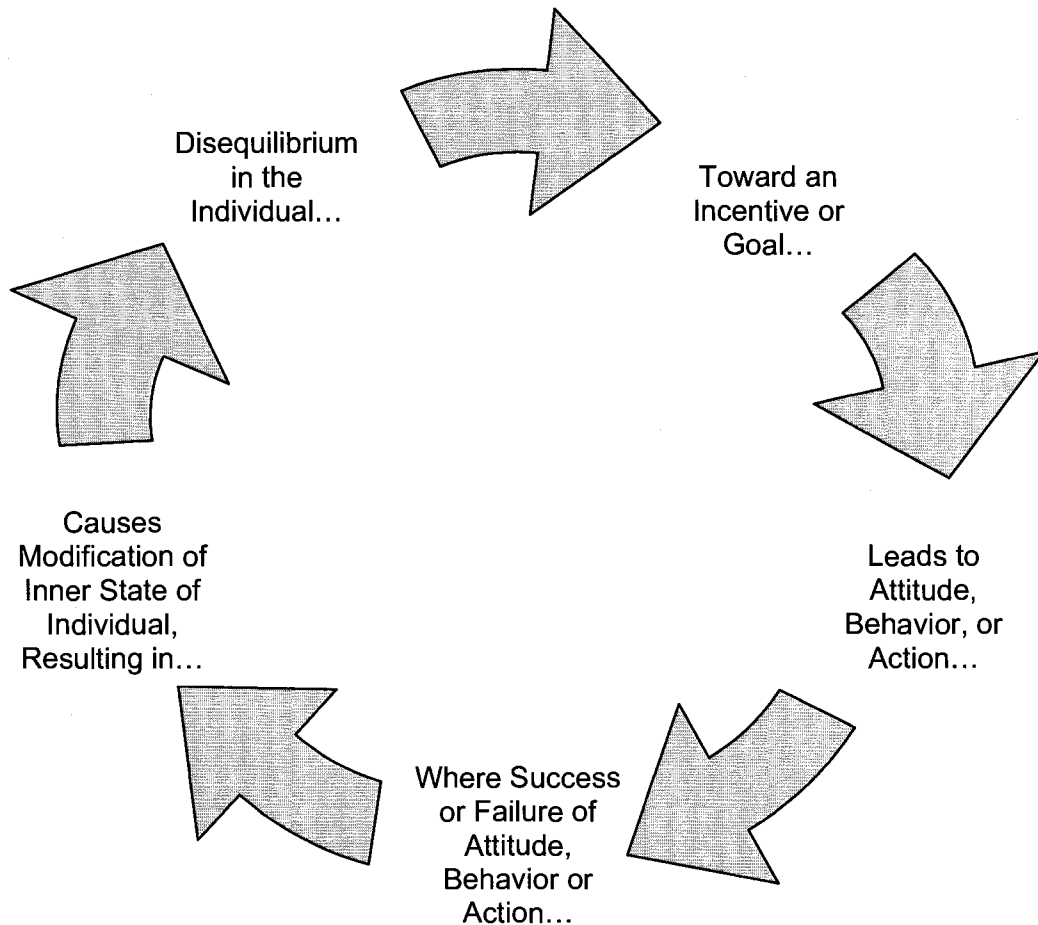 Disequilibrium
in the
Individual…
Toward an
Incentive or
Goal…
Leads to
Attitude,
Behavior, or
Action…
Where Success
or Failure of
Attitude,
Behavior or
Action…
Causes
Modification of
Inner State of
Individual,
Resulting in…